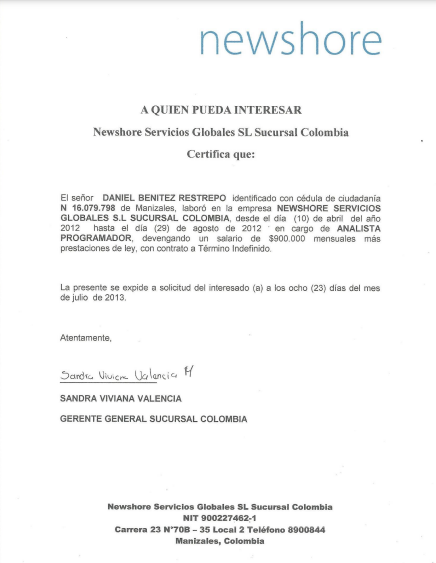 newshore
A QUIEN PUEDA INTERESAR
Newshore Servicios Globales SL Sucursal Colombia
Certifica que:
El señor DANIEL BENITEZ RESTREPO identificado con cédula de ciudadanía
N 16.079.798 de Manizales, laboró en la empresa NEWSHORE SERVICIOS
GLOBALES S.L SUCURSAL COLOMBIA, desde el día (10) de abril del año
2012 hasta el día (29) de agosto de 2012 en cargo de ANALISTA
PROGRAMADOR, devengando un salario de $900.000 mensuales más
prestaciones de ley, con contrato a Término Indefinido.
La presente se expide a solicitud del interesado (a) a los ocho (23) días del mes
de julio de 2013.
Atentamente,
Sandra Viviana Valencia H
SANDRA VIVIANA VALENCIA
GERENTE GENERAL SUCURSAL COLOMBIA
Newshore Servicios Globales SL Sucursal Colombia
NIT 900227462-1
Carrera 23 N°70B – 35 Local 2 Teléfono 8900844
Manizales, Colombia